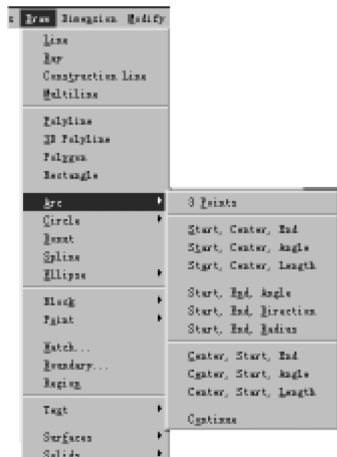 Draw Dimension Modify
Line
Ray
Construction Line
Multiline
Polyline
3D Polyline
Polygon
Rectangle
Arc
Circle
Donut
Spline
Ellipse
Block
Point
Hatch...
Boundary...
Region
Text
Surfaces
Solids
3 Points
Start, Center, End
Start, Center, Angle
Start, Center, Length
Start, End, Angle
Start, End, Direction
Start, End, Radius
Center, Start, End
Center, Start, Angle
Center, Start, Length
Continue